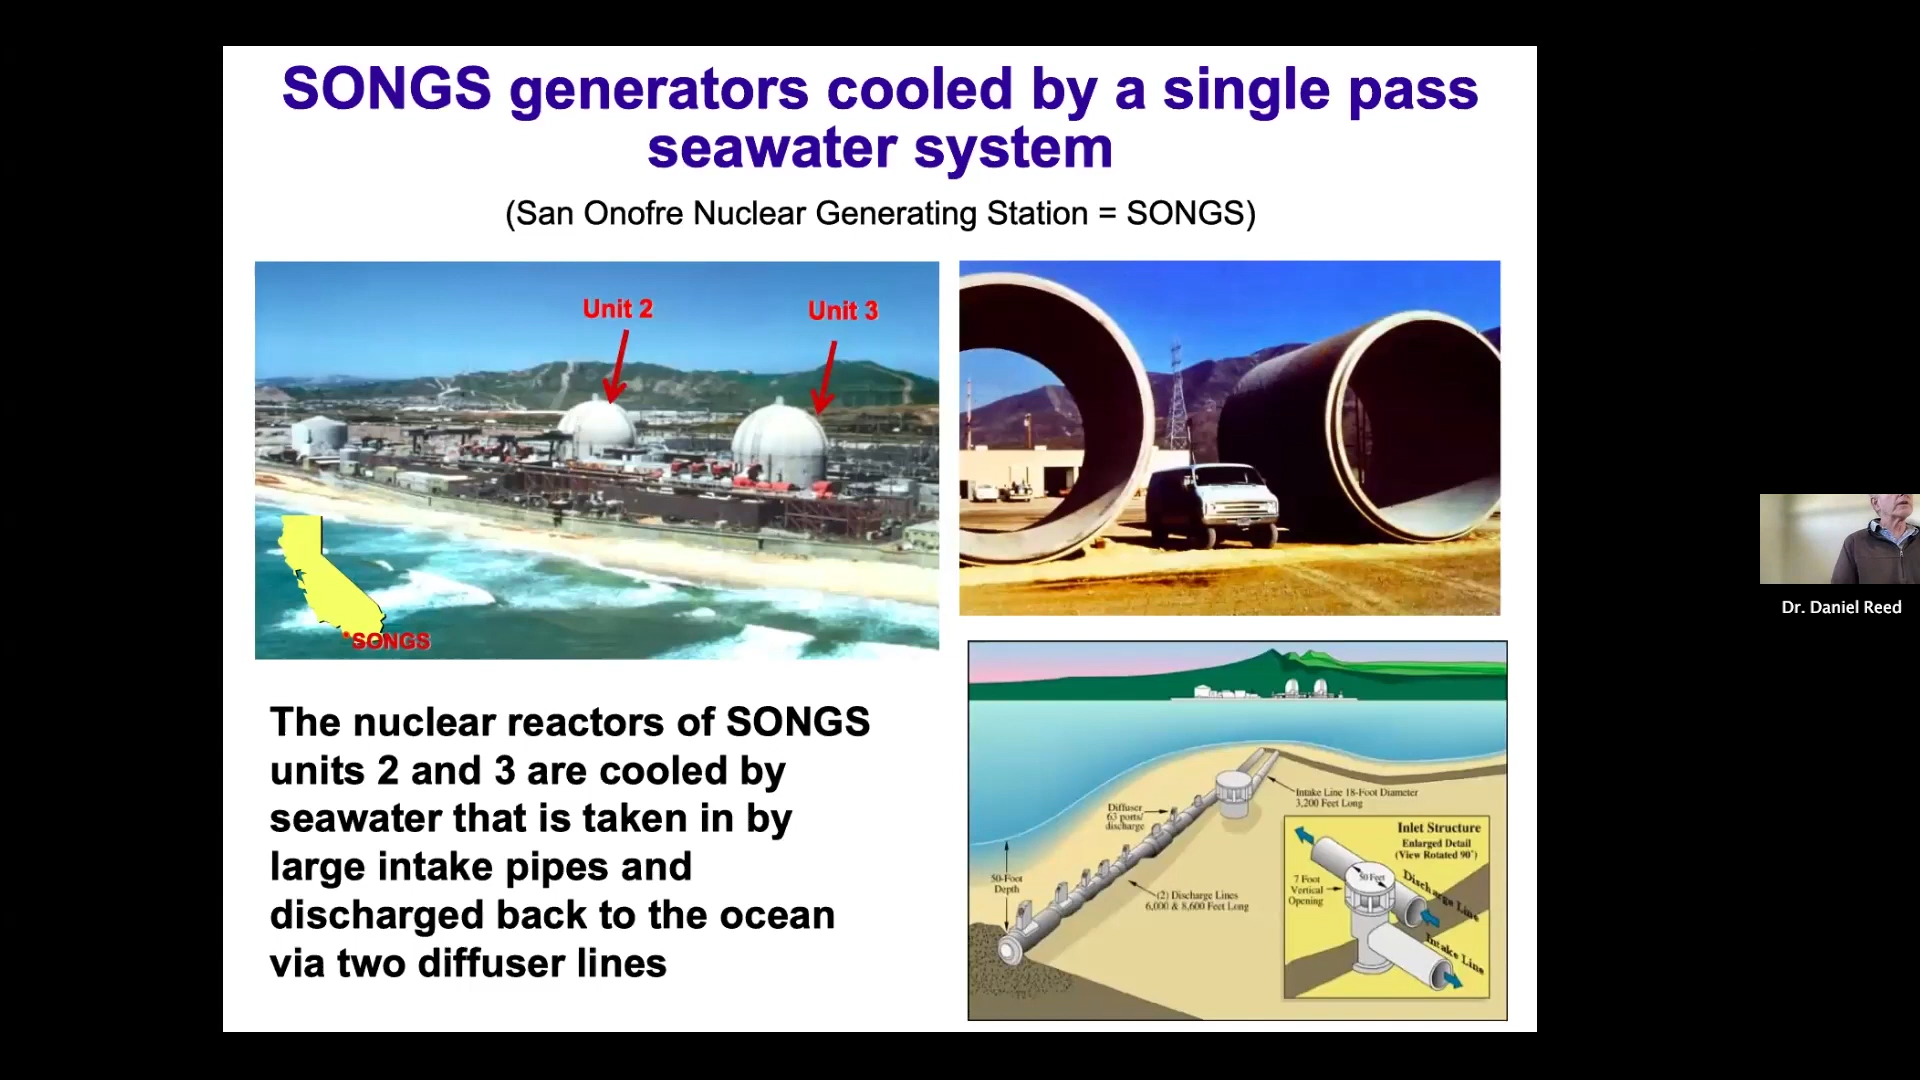 SONGS generators cooled by a single pass
seawater system
(San Onofre Nuclear Generating Station = SONGS)
Unit 2
Unit 3
SONGS
The nuclear reactors of SONGS
units 2 and 3 are cooled by
seawater that is taken in by
large intake pipes and
discharged back to the ocean
via two diffuser lines
Intake Line 18-Foot Diameter
3,200 Feet Long
Diffuser
63 ports/
discharge
50-Foot
Depth
(2) Discharge Lines
6,000 & 8,600 Feet Long
Inlet Structure
Enlarged Detail
(View Rotated 90°)
50 Feet
7 Foot
Vertical
Opening
Discharge Line
Intake Line
Dr. Daniel Reed